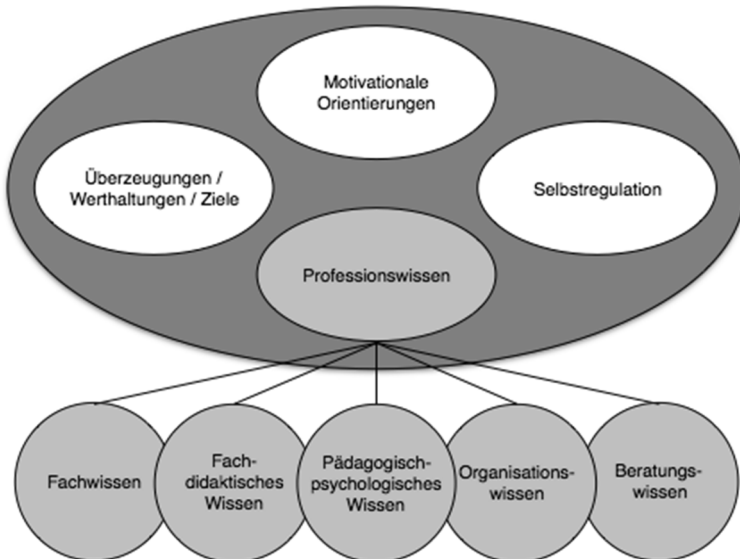 Motivationale
Orientierungen
Überzeugungen /
Werthaltungen / Ziele
Selbstregulation
Professionswissen
Fachwissen
Fach-
didaktisches
Wissen
Pädagogisch-
psychologisches
Wissen
Organisations-
wissen
Beratungs-
wissen